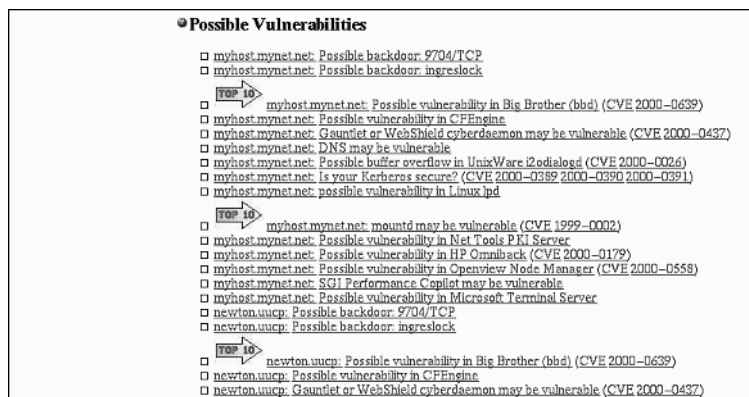 Possible Vulnerabilities
myhost.mynet.net: Possible backdoor: 9704/TCP
myhost.mynet.net: Possible backdoor: ingreslock
TOP 10
myhost.mynet.net: Possible vulnerability in Big Brother (bbd) (CVE 2000-0639)
myhost.mynet.net: Possible vulnerability in CFEngine
myhost.mynet.net: Gauntlet or WebShield cyberdaemon may be vulnerable (CVE 2000-0437)
myhost.mynet.net: DNS may be vulnerable
myhost.mynet.net: Possible buffer overflow in UnixWare i2odialogd (CVE 2000-0026)
myhost.mynet.net: Is your Kerberos secure? (CVE 2000-0389 2000-0390 2000-0391)
myhost.mynet.net: possible vulnerability in Linux lpd
TOP 10
myhost.mynet.net: mountd may be vulnerable (CVE 1999-0002)
myhost.mynet.net: Possible vulnerability in Net Tools PKI Server
myhost.mynet.net: Possible vulnerability in HP Omniback (CVE 2000-0179)
myhost.mynet.net: Possible vulnerability in Openview Node Manager (CVE 2000-0558)
myhost.mynet.net: SGI Performance Copilot may be vulnerable
myhost.mynet.net: Possible vulnerability in Microsoft Terminal Server
newton.uucp: Possible backdoor: 9704/TCP
newton.uucp: Possible backdoor: ingreslock
TOP 10
newton.uucp: Possible vulnerability in Big Brother (bbd) (CVE 2000-0639)
newton.uucp: Possible vulnerability in CFEngine
newton.uucp: Gauntlet or WebShield cyberdaemon may be vulnerable (CVE 2000-0437)